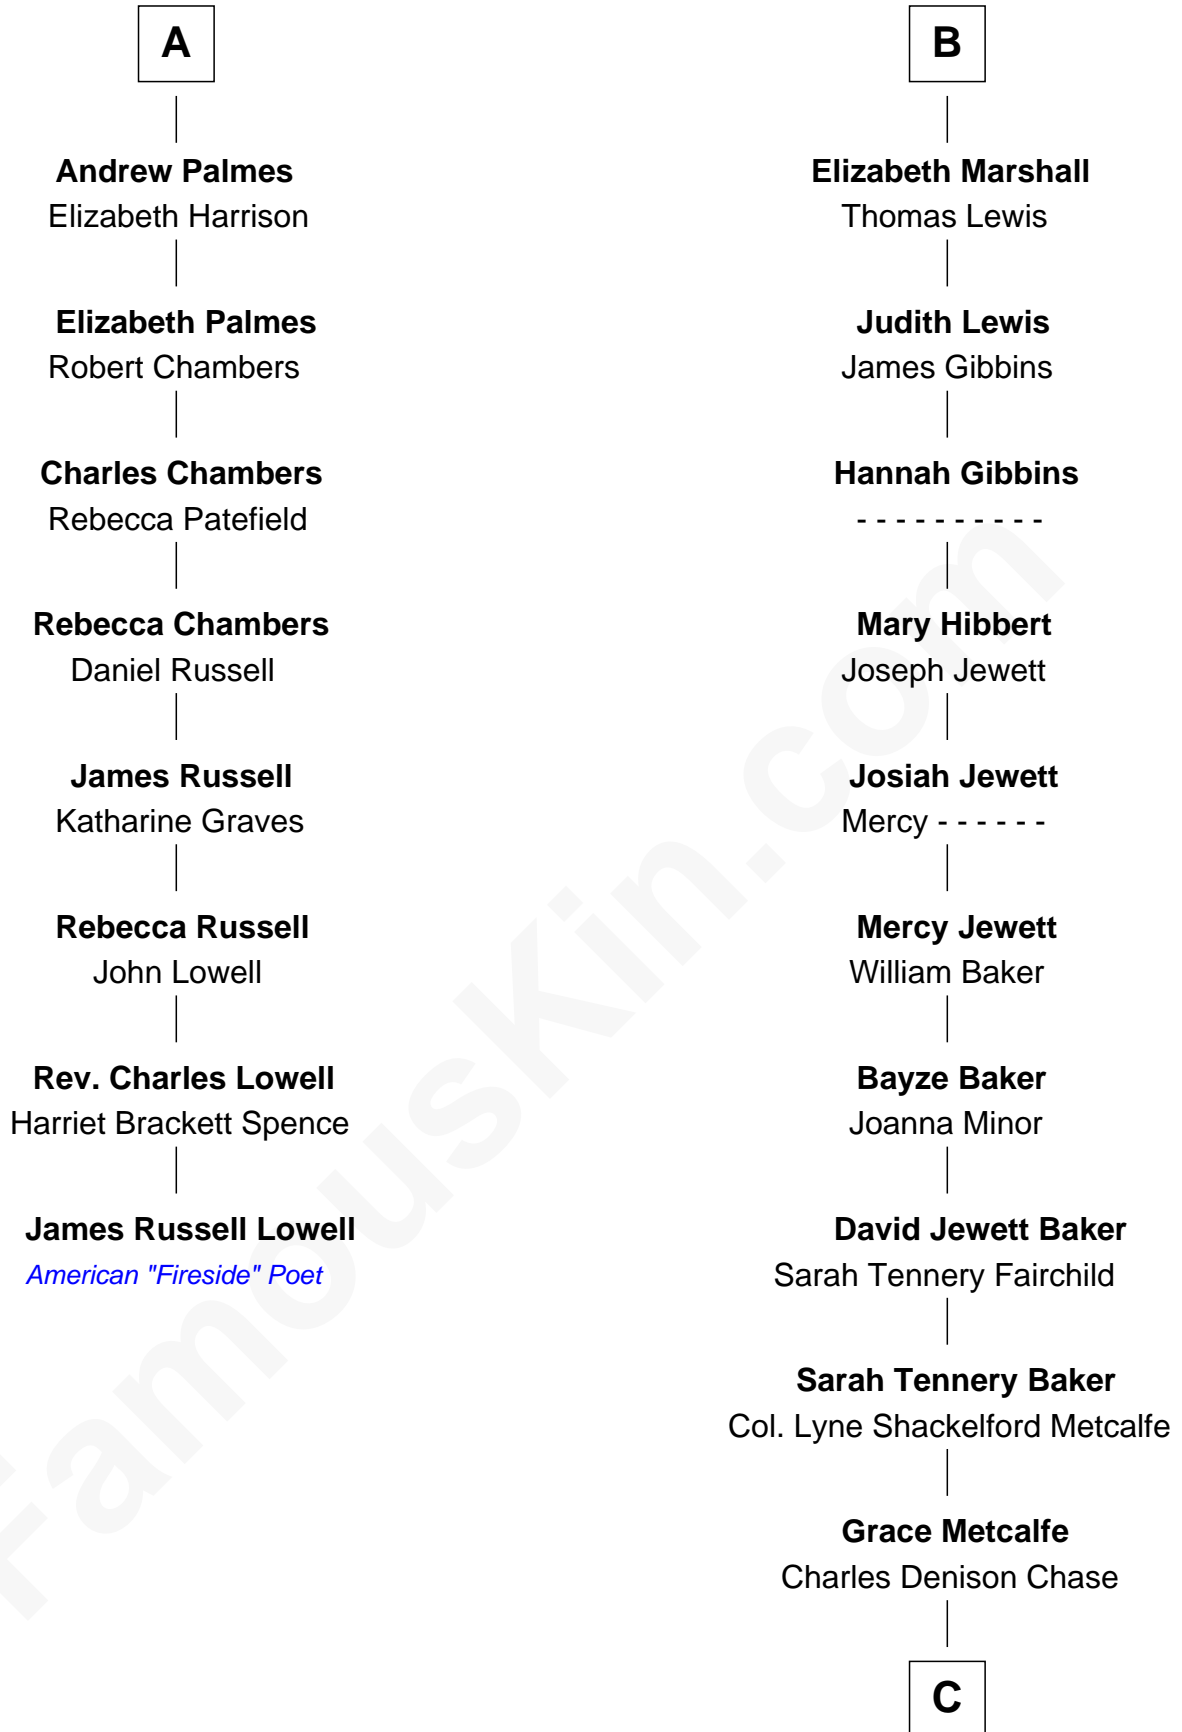 A
Andrew Palmes
Elizabeth Harrison
Elizabeth Palmes
Robert Chambers
Charles Chambers
Rebecca Patefield
Rebecca Chambers
Daniel Russell
James Russell
Katharine Graves
Rebecca Russell
John Lowell
Rev. Charles Lowell
Harriet Brackett Spence
James Russell Lowell
American "Fireside" Poet
B
Elizabeth Marshall
Thomas Lewis
Judith Lewis
James Gibbins
Hannah Gibbins
- - - - - - - - - -
Mary Hibbert
Joseph Jewett
Josiah Jewett
Mercy - - - - - -
Mercy Jewett
William Baker
Bayze Baker
Joanna Minor
David Jewett Baker
Sarah Tennery Fairchild
Sarah Tennery Baker
Col. Lyne Shackelford Metcalfe
Grace Metcalfe
Charles Denison Chase
C
FamousKin.com